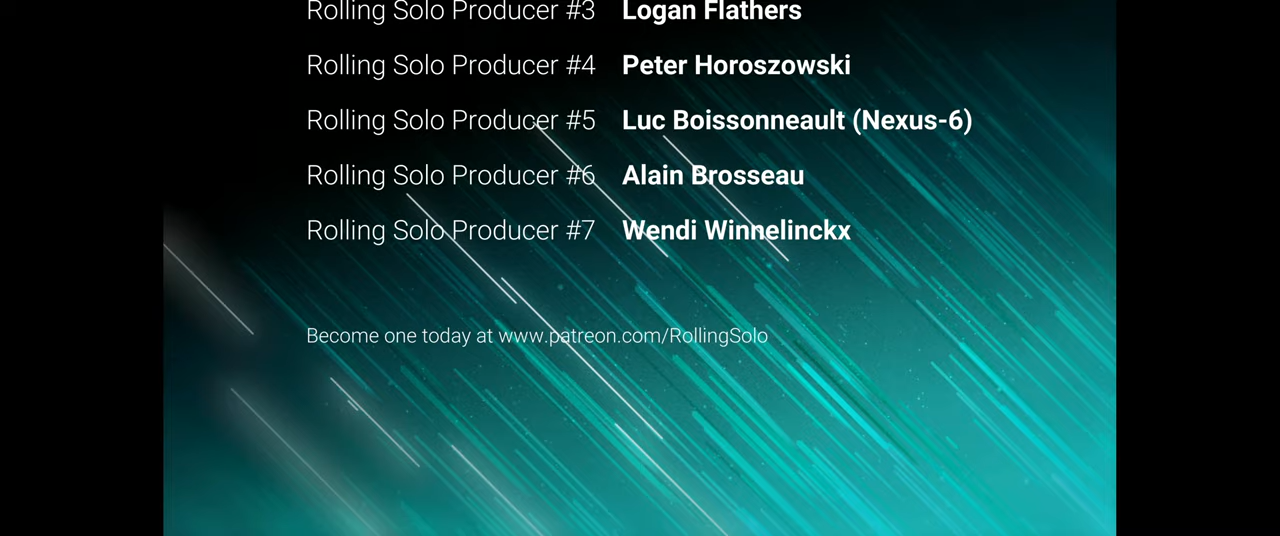 Rolling Solo Producer #3 Logan Flathers
Rolling Solo Producer #4 Peter Horoszowski
Rolling Solo Producer #5 Luc Boissonneault (Nexus-6)
Rolling Solo Producer #6 Alain Brosseau
Rolling Solo Producer #7 Wendi Winnelinckx
Become one today at www.patreon.com/RollingSolo